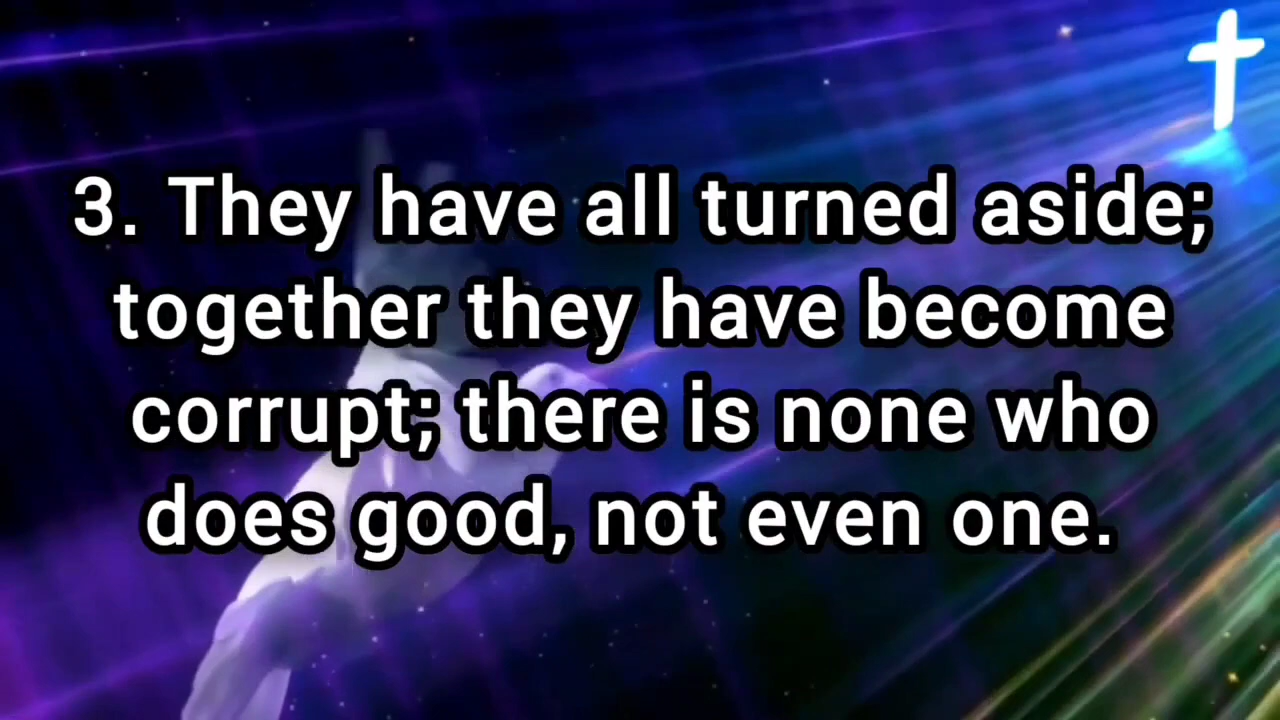 3. They have all turned aside;
together they have become
corrupt; there is none who
does good, not even one.